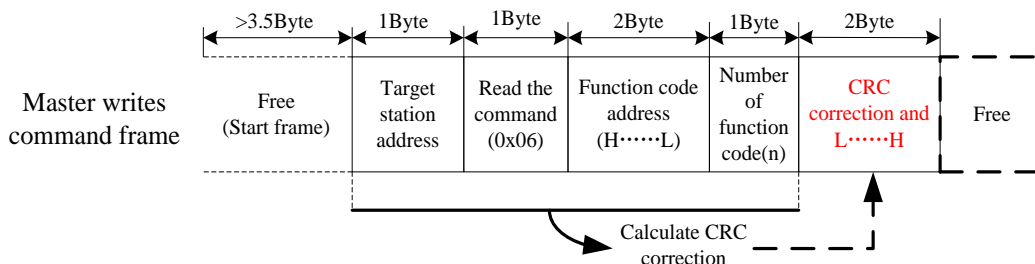 >3.5Byte 1Byte 1Byte 2Byte 1Byte 2Byte
Master writes
command frame
Free
(Start frame)
Target
station
address
Read the
command
(0x06)
Function code
address
(H······L)
Number
of
function
code(n)
CRC
correction and
L······H
Free
Calculate CRC
correction